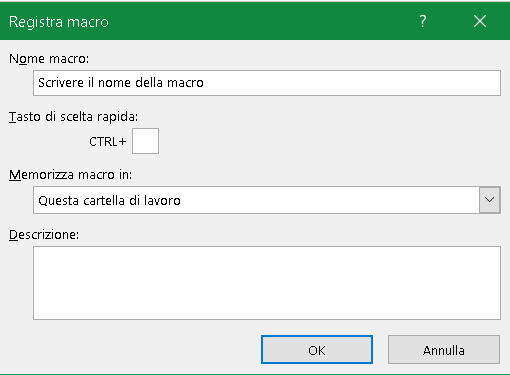 Registra macro ? ×
Nome macro:
Scrivere il nome della macro
Tasto di scelta rapida:
CTRL+
Memorizza macro in:
Questa cartella di lavoro
Descrizione:
OK Annulla